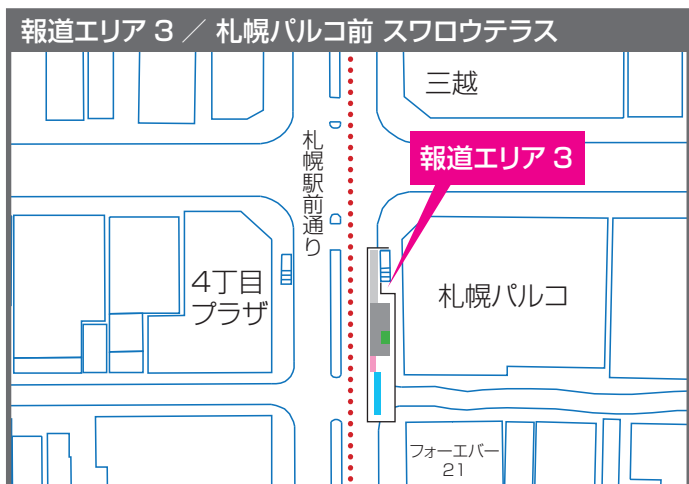 報道エリア 3 ／ 札幌パルコ前 スワロウテラス
三越
報道エリア 3
札幌駅前通り
4丁目
プラザ
札幌パルコ
フォーエバー
21